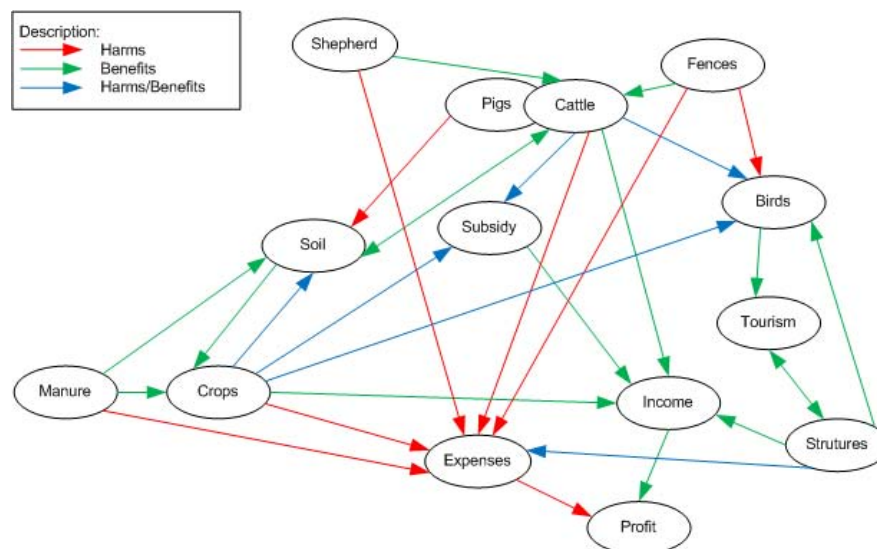 Description:
Harms
Benefits
Harms/Benefits
Shepherd
Fences
Pigs
Cattle
Birds
Subsidy
Soil
Tourism
Manure
Crops
Income
Strutures
Expenses
Profit